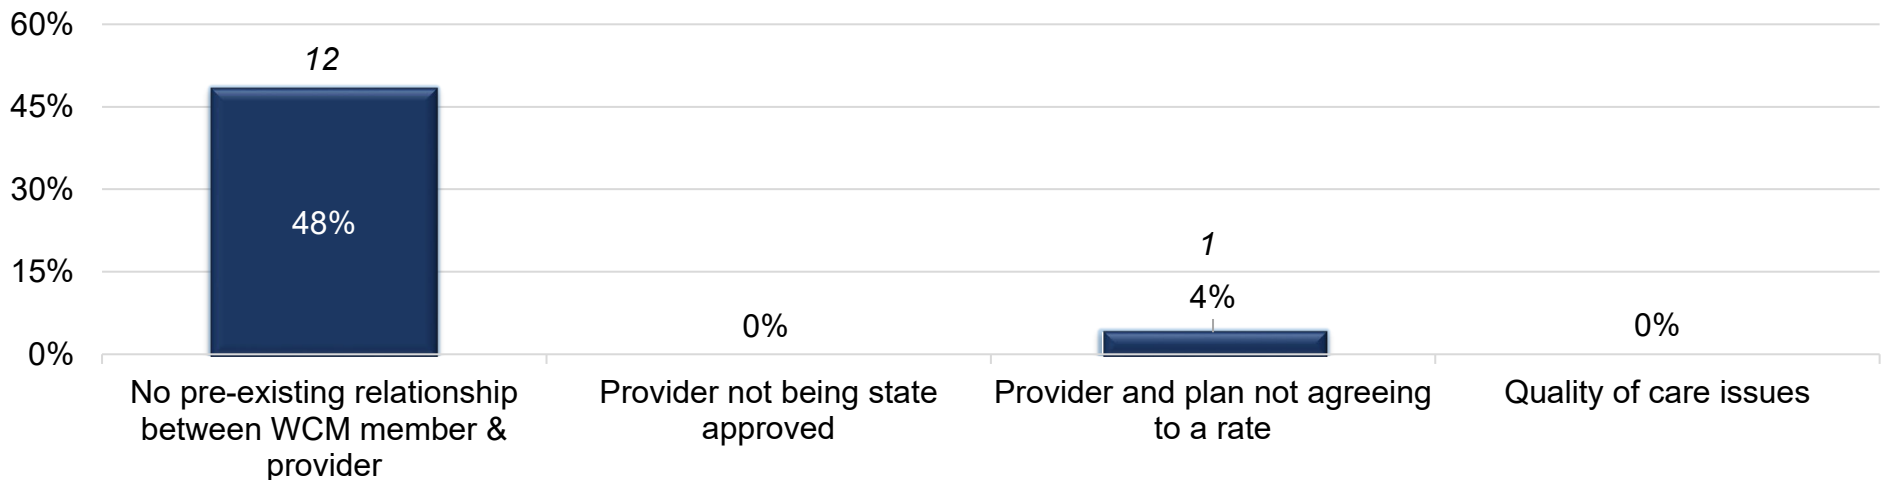 60%
12
45%
30%
48%
15%
1
4%
0%
0%
0%
No pre-existing relationship
between WCM member &
provider
Provider not being state
approved
Provider and plan not agreeing
to a rate
Quality of care issues